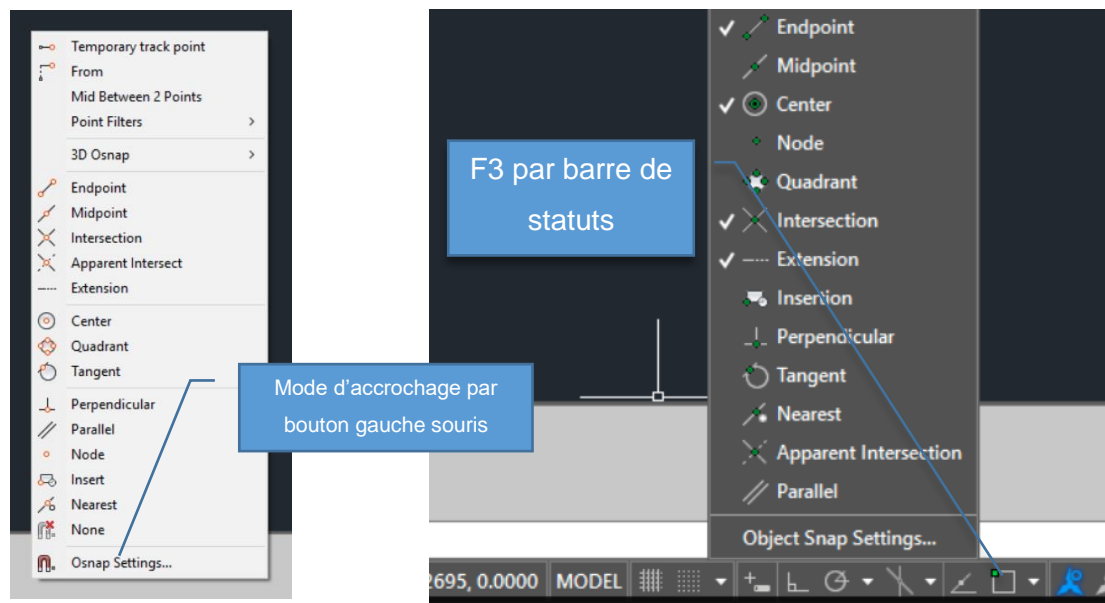 Temporary track point
From
Mid Between 2 Points
Point Filters
3D Osnap
Endpoint
Midpoint
Intersection
Apparent Intersect
Extension
Center
Quadrant
Tangent
Perpendicular
Parallel
Node
Insert
Nearest
None
Osnap Settings...
Mode d’accrochage par
bouton gauche souris
F3 par barre de
statuts
Endpoint
Midpoint
Center
Node
Quadrant
Intersection
Extension
Insertion
Perpendicular
Tangent
Nearest
Apparent Intersection
Parallel
Object Snap Settings...
2695, 0.0000 MODEL